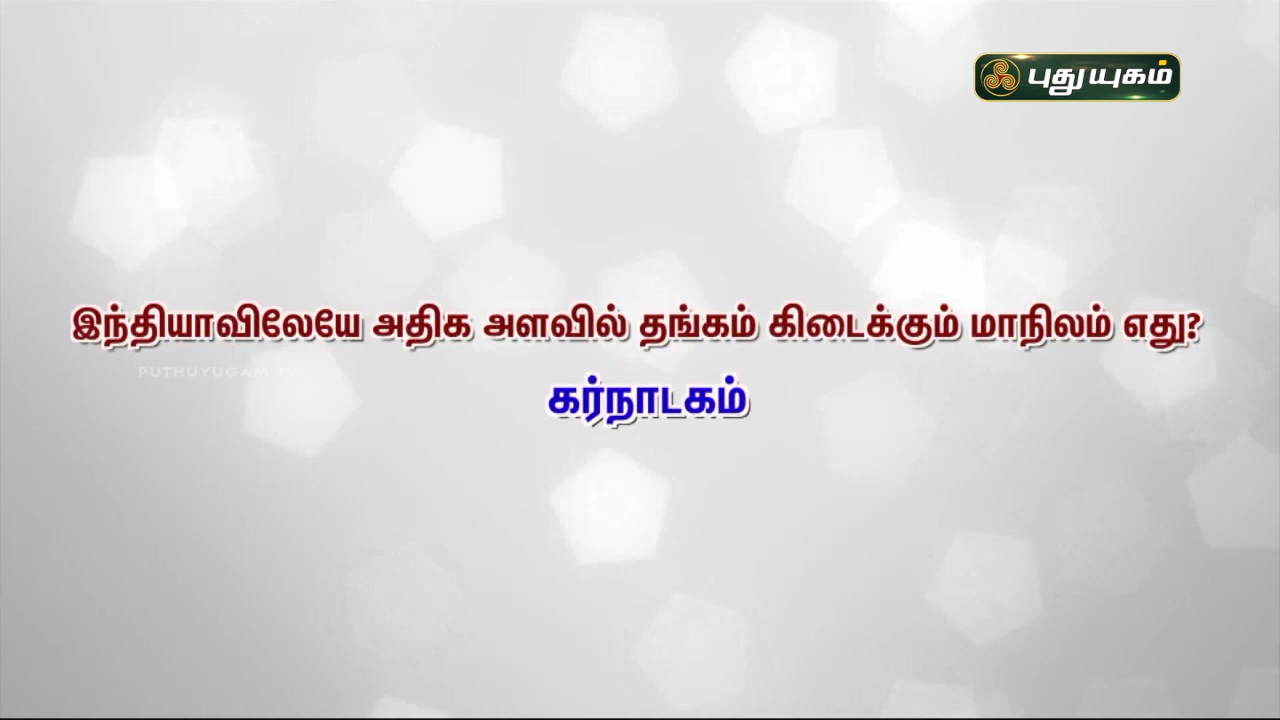 புதுயுகம்
இந்தியாவிலேயே அதிக அளவில் தங்கம் கிடைக்கும் மாநிலம் எது?
PUTHUYUGAM TV
கர்நாடகம்